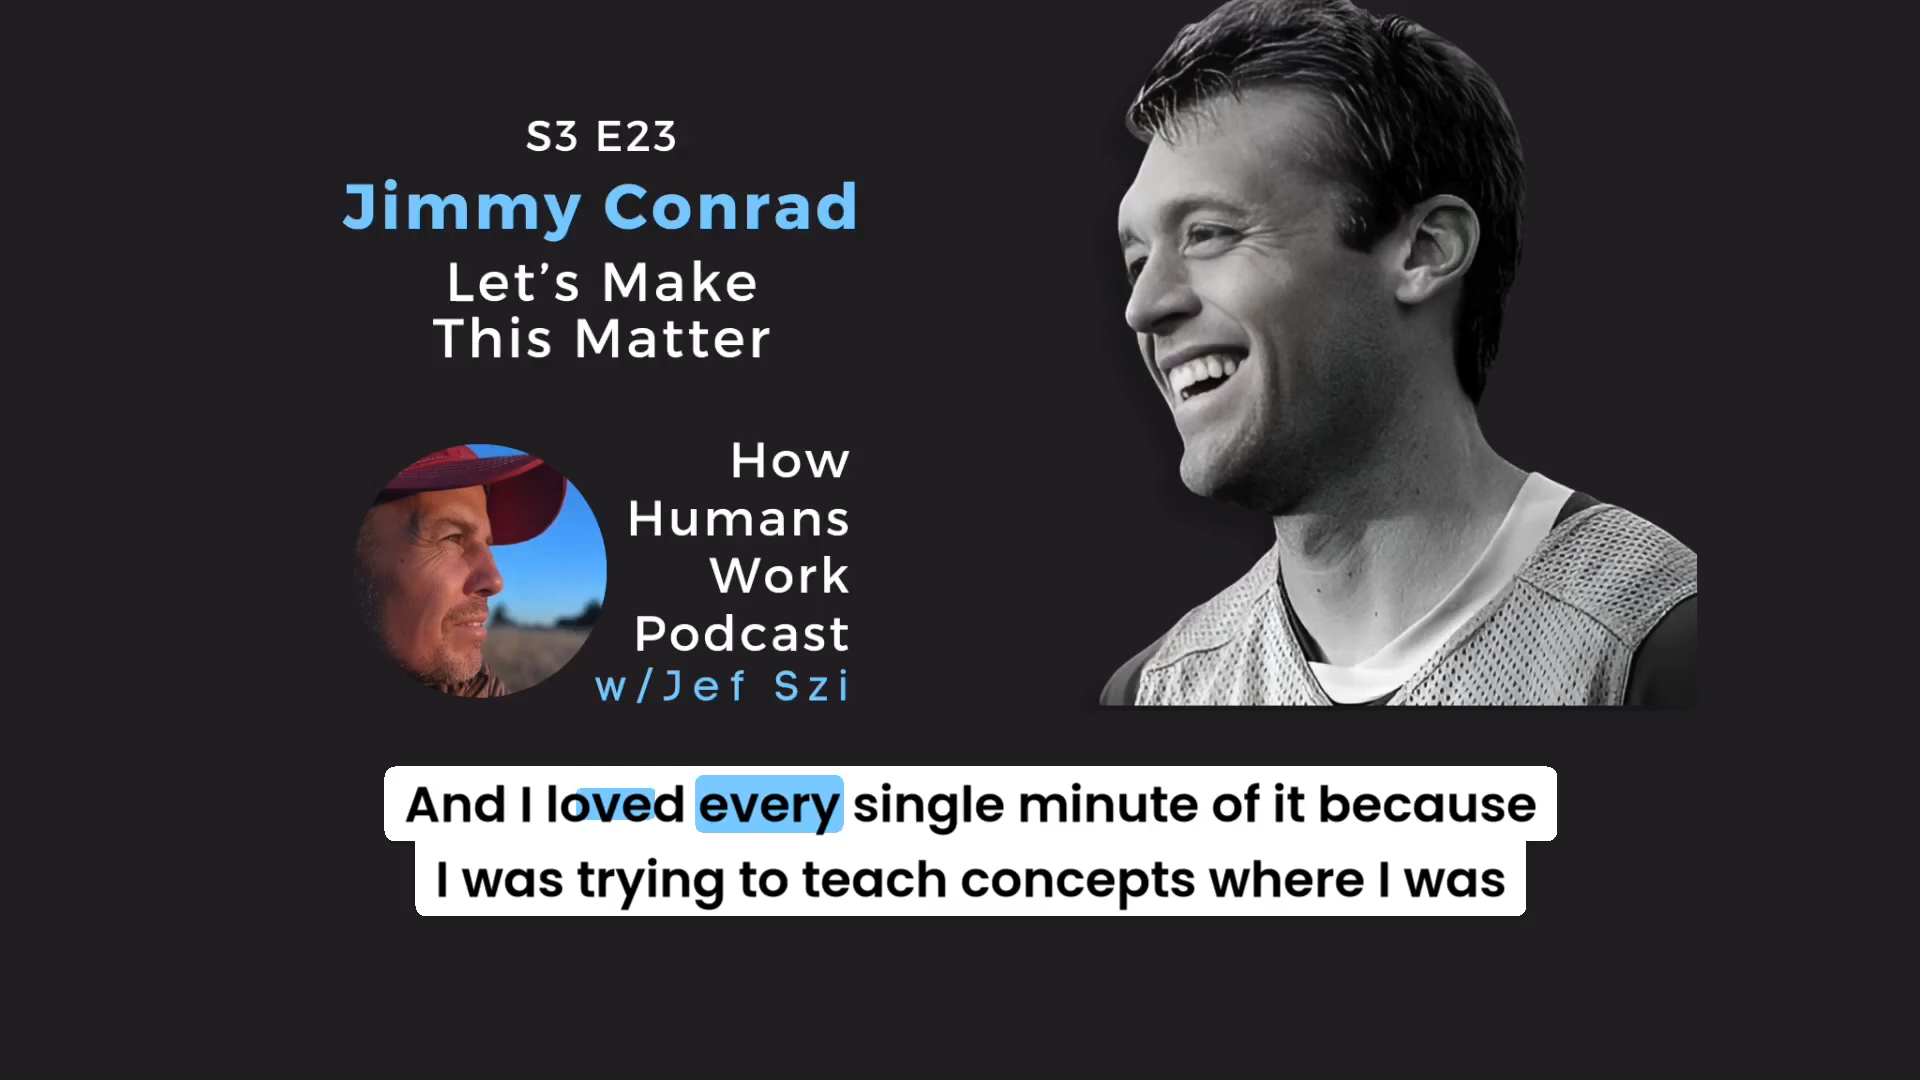 S3 E23
Jimmy Conrad
Let’s Make
This Matter
How
Humans
Work
Podcast
w/Jef Szi
And I loved every single minute of it because
I was trying to teach concepts where I was